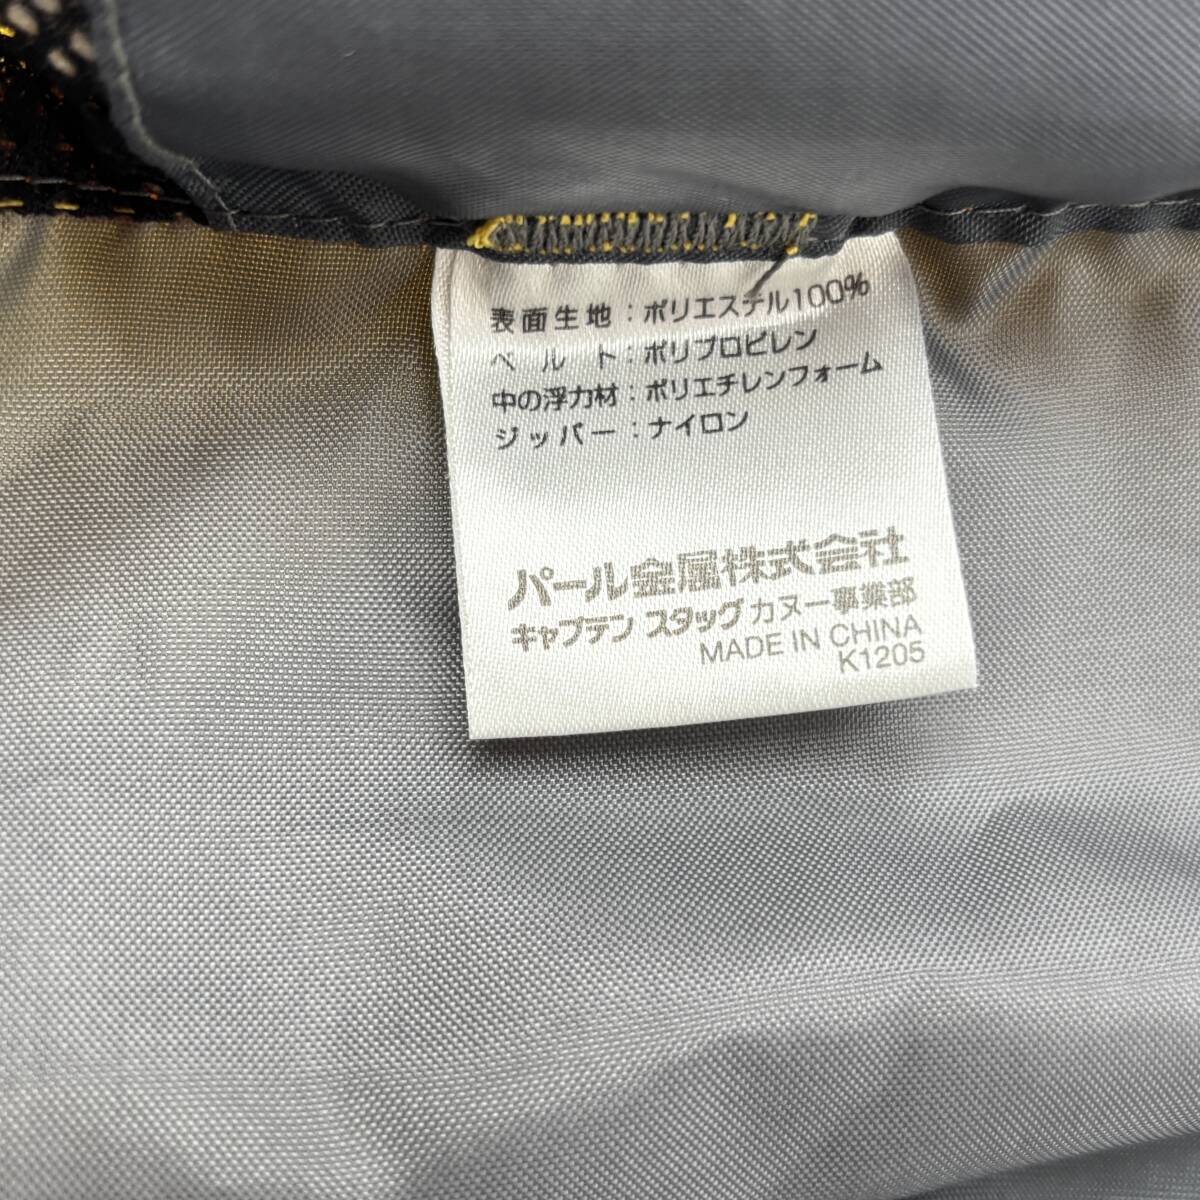 表面生地：ポリエステル100%
ベルト：ポリプロピレン
中の浮力材：ポリエチレンフォーム
ジッパー：ナイロン
パール金属株式会社
キャプテン スタッグ カヌー事業部
MADE IN CHINA
K1205